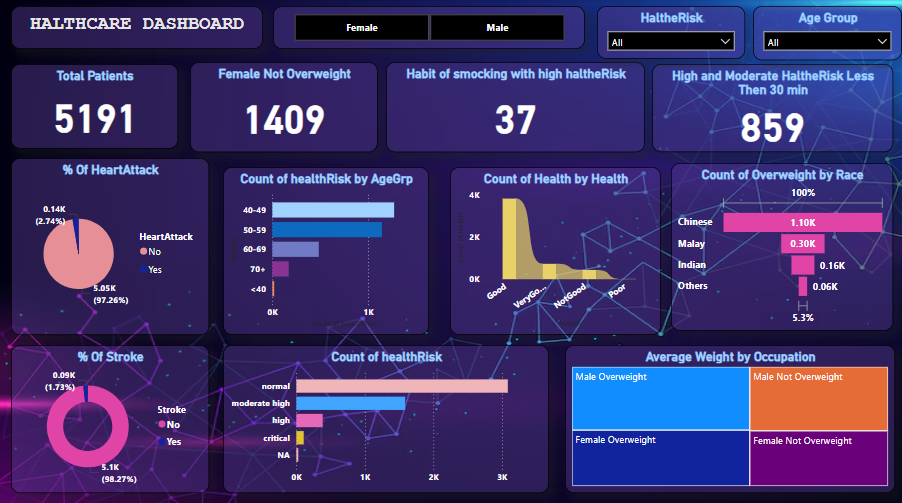 HALTHCARE DASHBOARD
Female
Male
HaltheRisk
All
Age Group
All
Total Patients
5191
Female Not Overweight
1409
Habit of smocking with high haltheRisk
37
High and Moderate HaltheRisk Less
Then 30 min
859
% Of HeartAttack
0.14K
(2.74%)
HeartAttack
No
Yes
5.05K
(97.26%)
Count of healthRisk by AgeGrp
40-49
50-59
60-69
70+
<40
0K
1K
Count of Health by Health
4K
2K
0K
Good
VeryGo...
NotGood
Poor
Count of Overweight by Race
100%
Chinese
1.10K
Malay
0.30K
Indian
0.16K
Others
0.06K
5.3%
% Of Stroke
0.09K
(1.73%)
Stroke
No
Yes
5.1K
(98.27%)
Count of healthRisk
normal
moderate high
high
critical
NA
0K
1K
2K
3K
Average Weight by Occupation
Male Overweight
Male Not Overweight
Female Overweight
Female Not Overweight